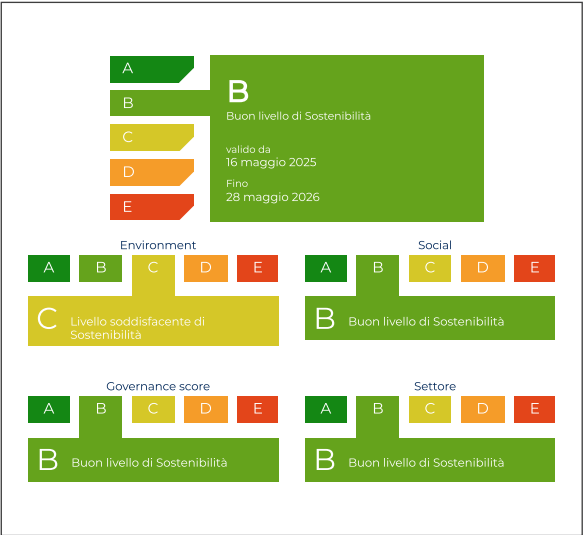 A
B
C
D
E
B
Buon livello di Sostenibilità
valido da
16 maggio 2025
Fino
28 maggio 2026
Environment
A B C D E
C Livello soddisfacente di
Sostenibilità
Social
A B C D E
B Buon livello di Sostenibilità
Governance score
A B C D E
B Buon livello di Sostenibilità
Settore
A B C D E
B Buon livello di Sostenibilità